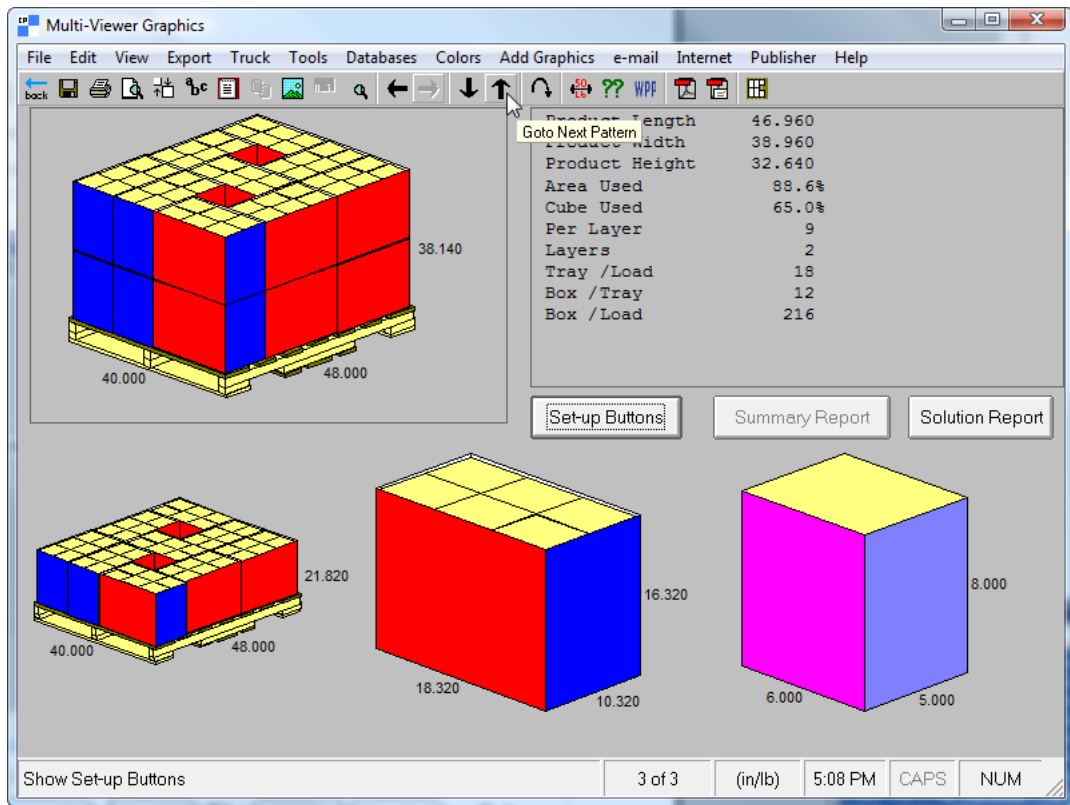 CP Multi-Viewer Graphics
File Edit View Export Truck Tools Databases Colors Add Graphics e-mail Internet Publisher Help
back abc 50 LB ?? WPF
Goto Next Pattern
Product Length 46.960
Product Width 38.960
Product Height 32.640
Area Used 88.6%
Cube Used 65.0%
Per Layer 9
Layers 2
Tray /Load 18
Box /Tray 12
Box /Load 216
38.140
40.000 48.000
Set-up Buttons Summary Report Solution Report
21.820
40.000 48.000
16.320
18.320 10.320
8.000
6.000 5.000
Show Set-up Buttons 3 of 3 (in/lb) 5:08 PM CAPS NUM